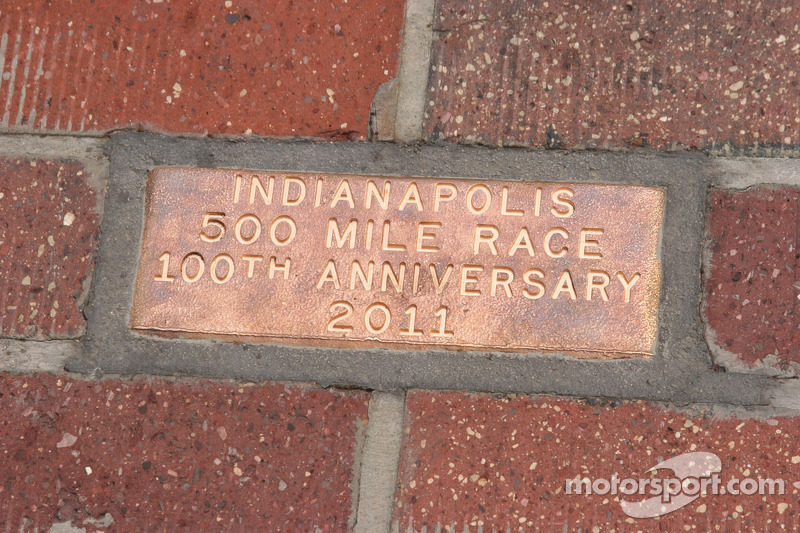 INDIANAPOLIS
500 MILE RACE
100TH ANNIVERSARY
2011
motorsport.com